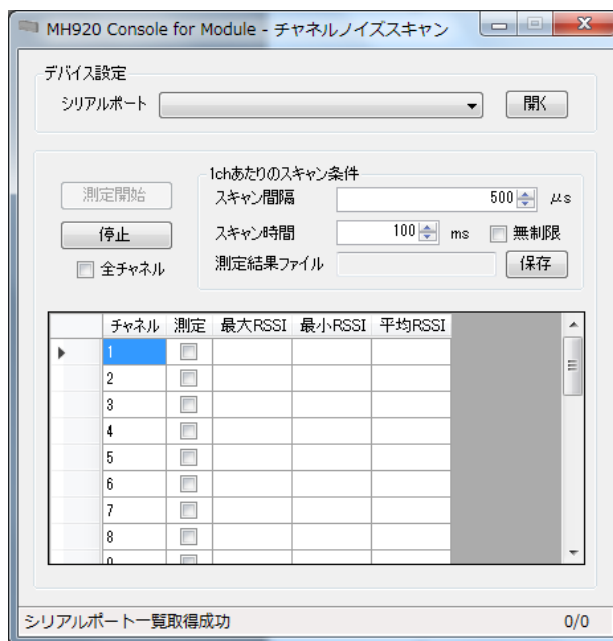 MH920 Console for Module - チャネルノイズスキャン
デバイス設定
シリアルポート 開く
1chあたりのスキャン条件
測定開始 スキャン間隔 500 μs
停止 スキャン時間 100 ms 無制限
全チャネル 測定結果ファイル 保存
チャネル 測定 最大RSSI 最小RSSI 平均RSSI
1
2
3
4
5
6
7
8
9
シリアルポート一覧取得成功 0/0